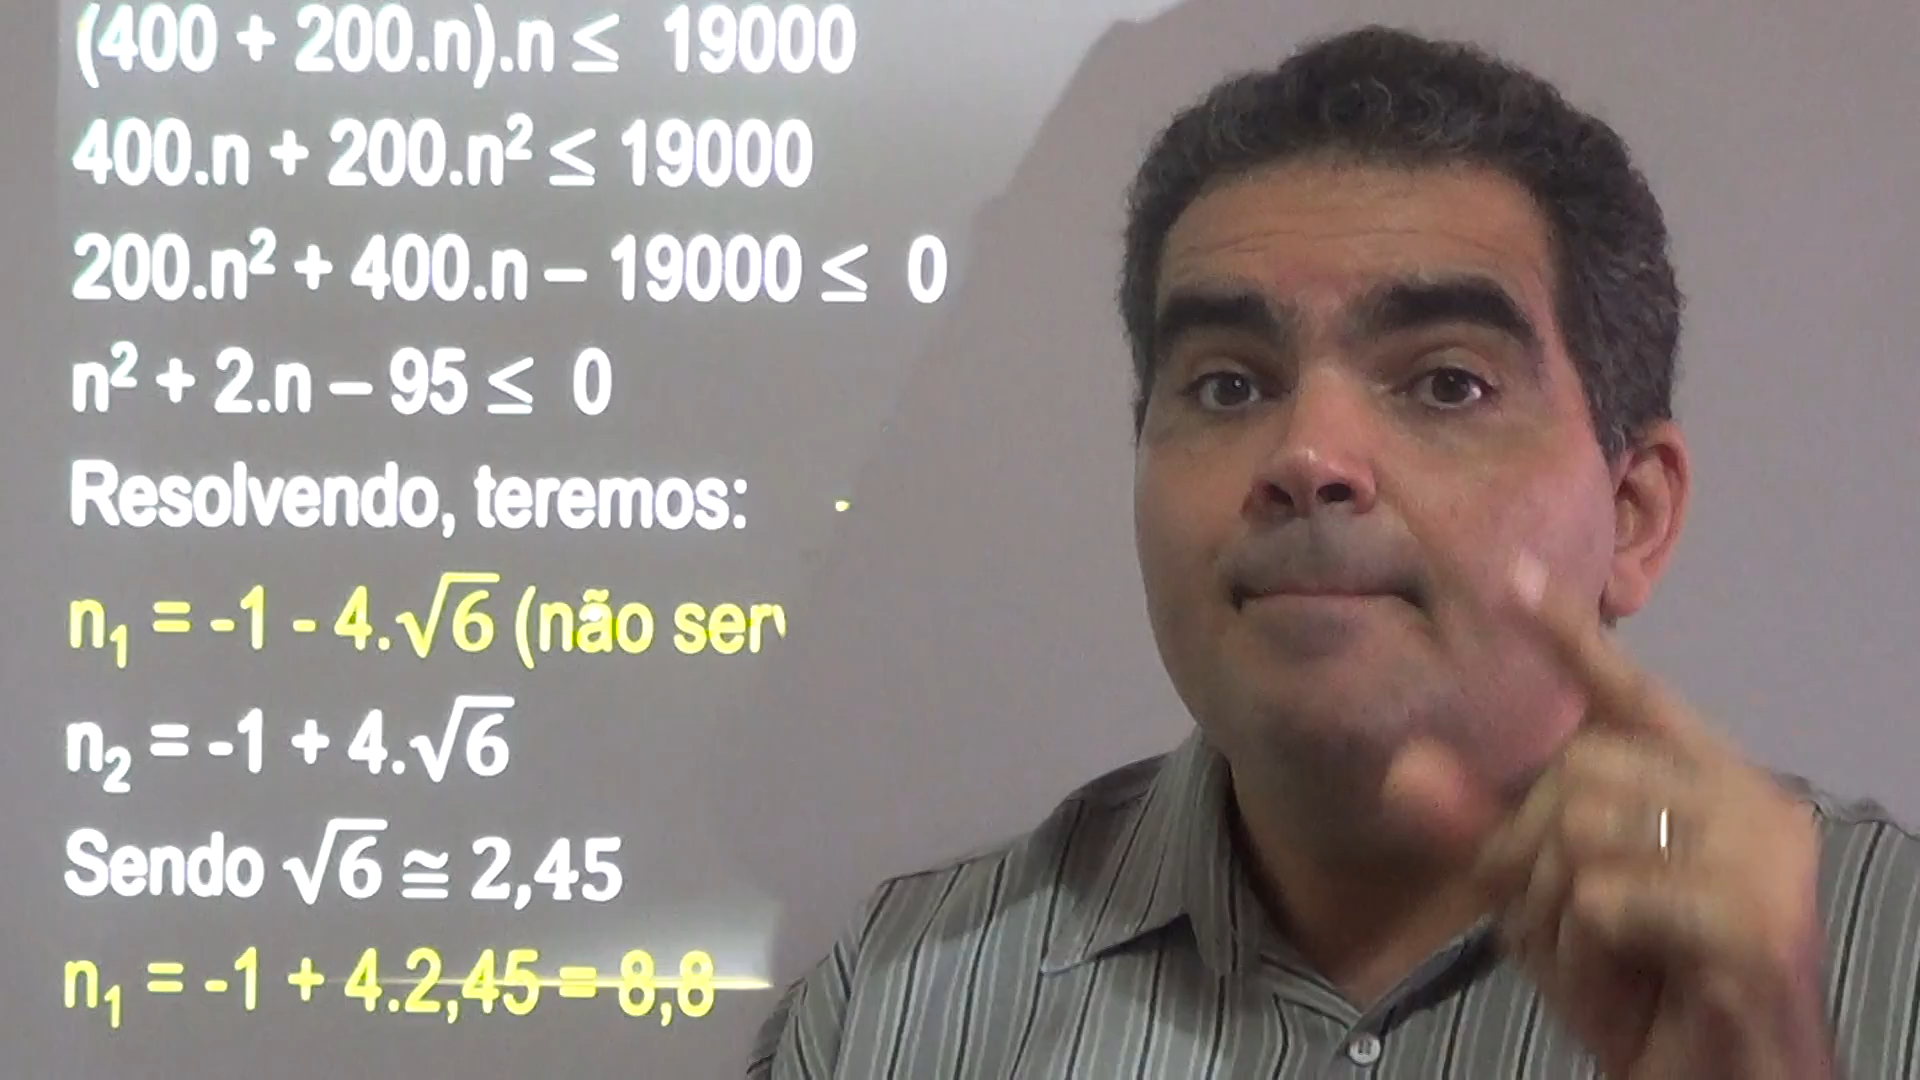 (400 + 200.n).n ≤ 19000
400.n + 200.n² ≤ 19000
200.n² + 400.n – 19000 ≤ 0
n² + 2.n – 95 ≤ 0
Resolvendo, teremos:
n₁ = -1 - 4.√6 (não
n₂ = -1 + 4.√6
Sendo √6 ≅ 2,45
n₁ = -1 + 4.2,45 = 8,8